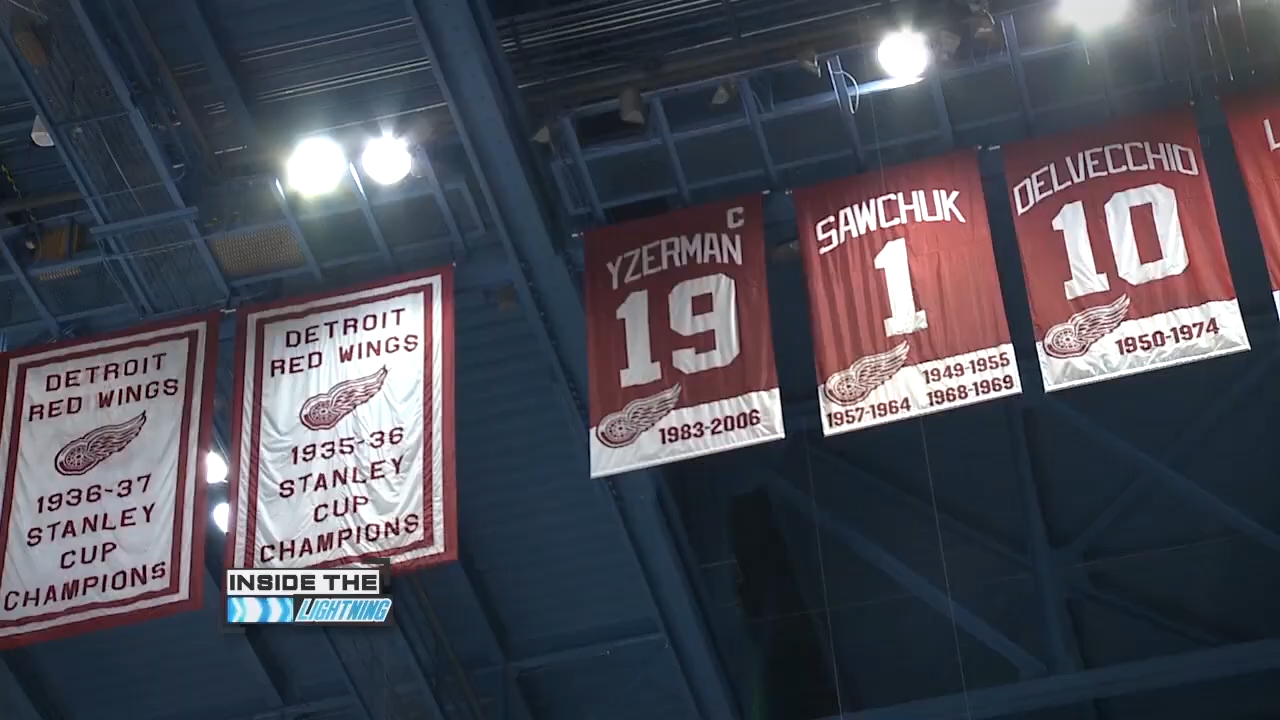 DETROIT
RED WINGS
1936-37
STANLEY
CUP
CHAMPIONS
DETROIT
RED WINGS
1935-36
STANLEY
CUP
CHAMPIONS
C
YZERMAN
19
1983-2006
SAWCHUK
1
1949-1955
1957-1964 1968-1969
DELVECCHIO
10
1950-1974
L
INSIDE THE
LIGHTNING